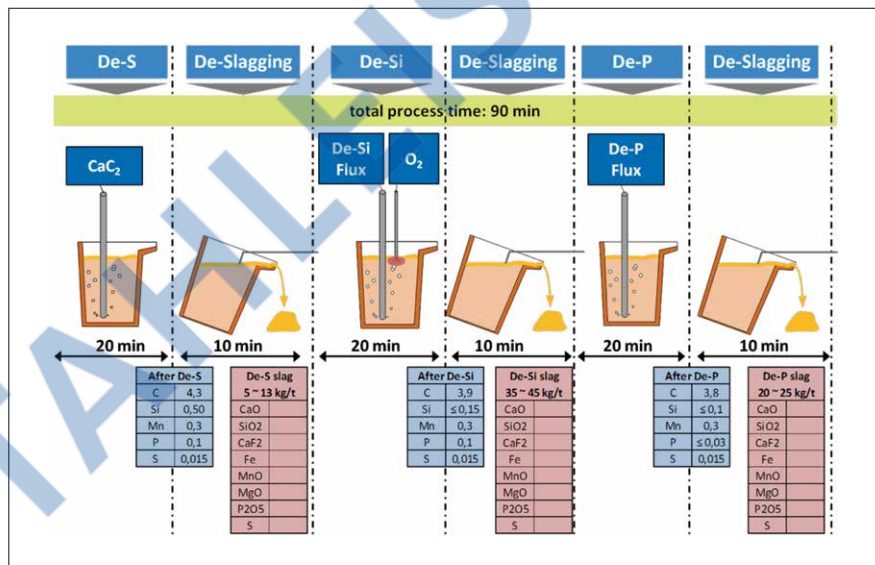 De-S De-Slagging De-Si De-Slagging De-P De-Slagging
total process time: 90 min
CaC2
De-Si
Flux
O2
De-P
Flux
20 min 10 min 20 min 10 min 20 min 10 min
After De-S
C 4,3
Si 0,50
Mn 0,3
P 0,1
S 0,015
De-S slag
5~13 kg/t
CaO
SiO2
CaF2
Fe
MnO
MgO
P2O5
S
After De-Si
C 3,9
Si ≤0,15
Mn 0,3
P 0,1
S 0,015
De-Si slag
35~45 kg/t
CaO
SiO2
CaF2
Fe
MnO
MgO
P2O5
S
After De-P
C 3,8
Si ≤0,1
Mn 0,3
P ≤0,03
S 0,015
De-P slag
20~25 kg/t
CaO
SiO2
CaF2
Fe
MnO
MgO
P2O5
S
TAHLEIS